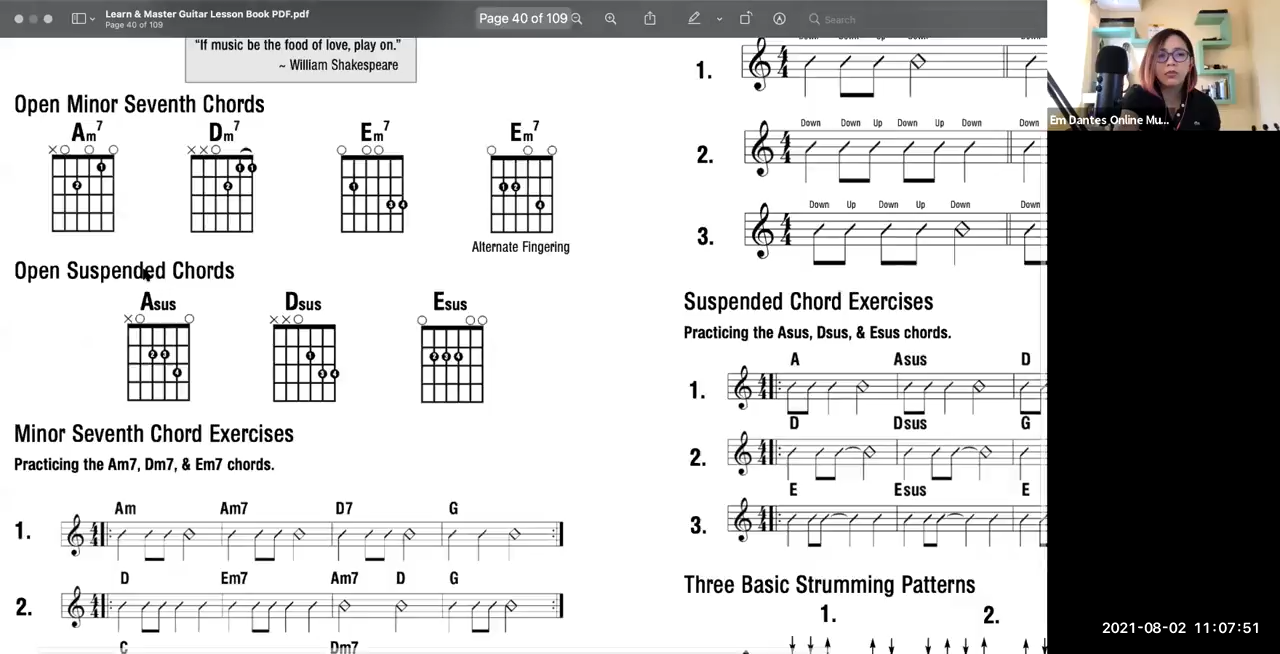 Learn & Master Guitar Lesson Book PDF.pdf
Page 40 of 109
Page 40 of 109
Search
"If music be the food of love, play on."
~ William Shakespeare
Open Minor Seventh Chords
Am7 Dm7 Em7 Em7
Alternate Fingering
Open Suspended Chords
Asus Dsus Esus
Minor Seventh Chord Exercises
Practicing the Am7, Dm7, & Em7 chords.
1. Am Am7 D7 G
2. D Em7 Am7 D G
C Dm7
Down Up Up Down
1.
Down Down Up Down Up Down Down
2.
Down Up Down Up Down Down
3.
Suspended Chord Exercises
Practicing the Asus, Dsus, & Esus chords.
A Asus D
1.
D Dsus G
2.
E Esus E
3.
Three Basic Strumming Patterns
1. 2.
Em Dantes Online Mu...
2021-08-02 11:07:51